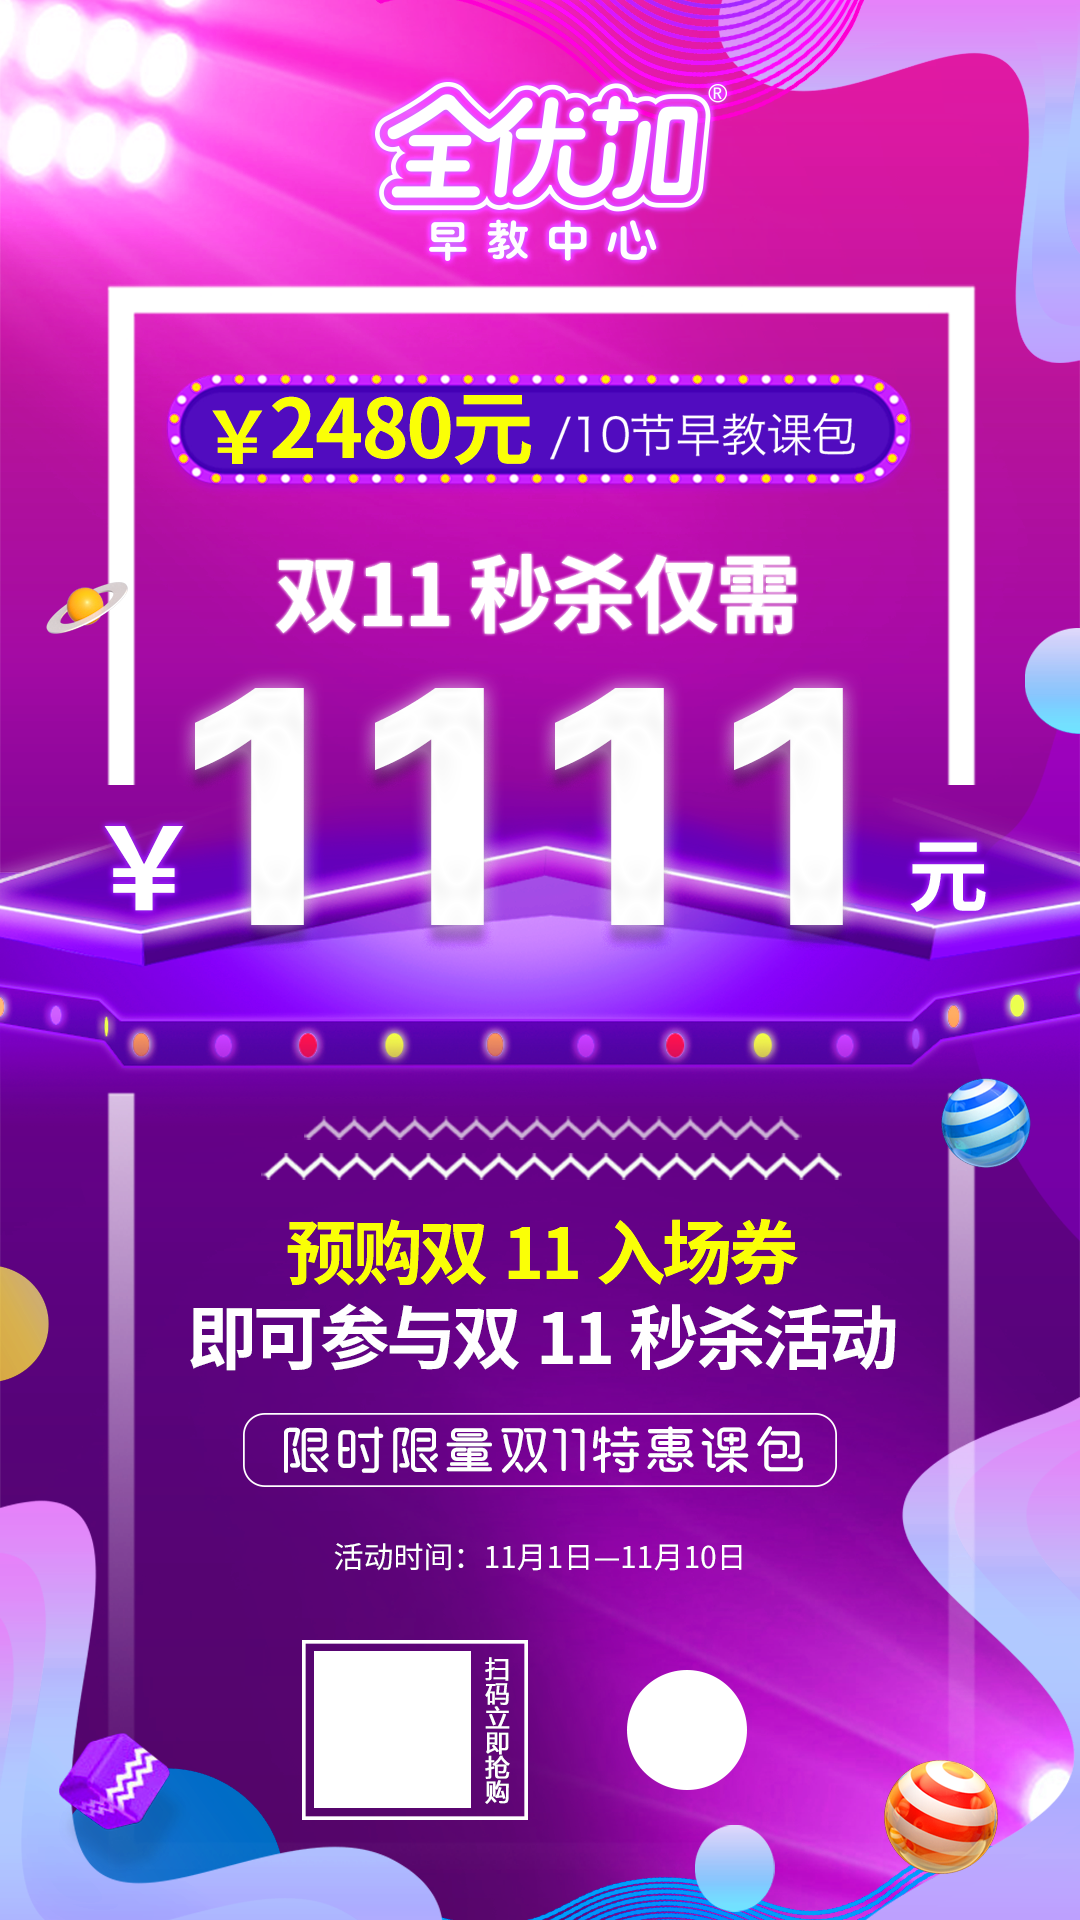 全优加®
早教中心
¥2480元/10节早教课包
双11 秒杀仅需
¥1111元
预购双 11 入场券
即可参与双 11 秒杀活动
限时限量双11特惠课包
活动时间：11月1日—11月10日
扫码立即抢购